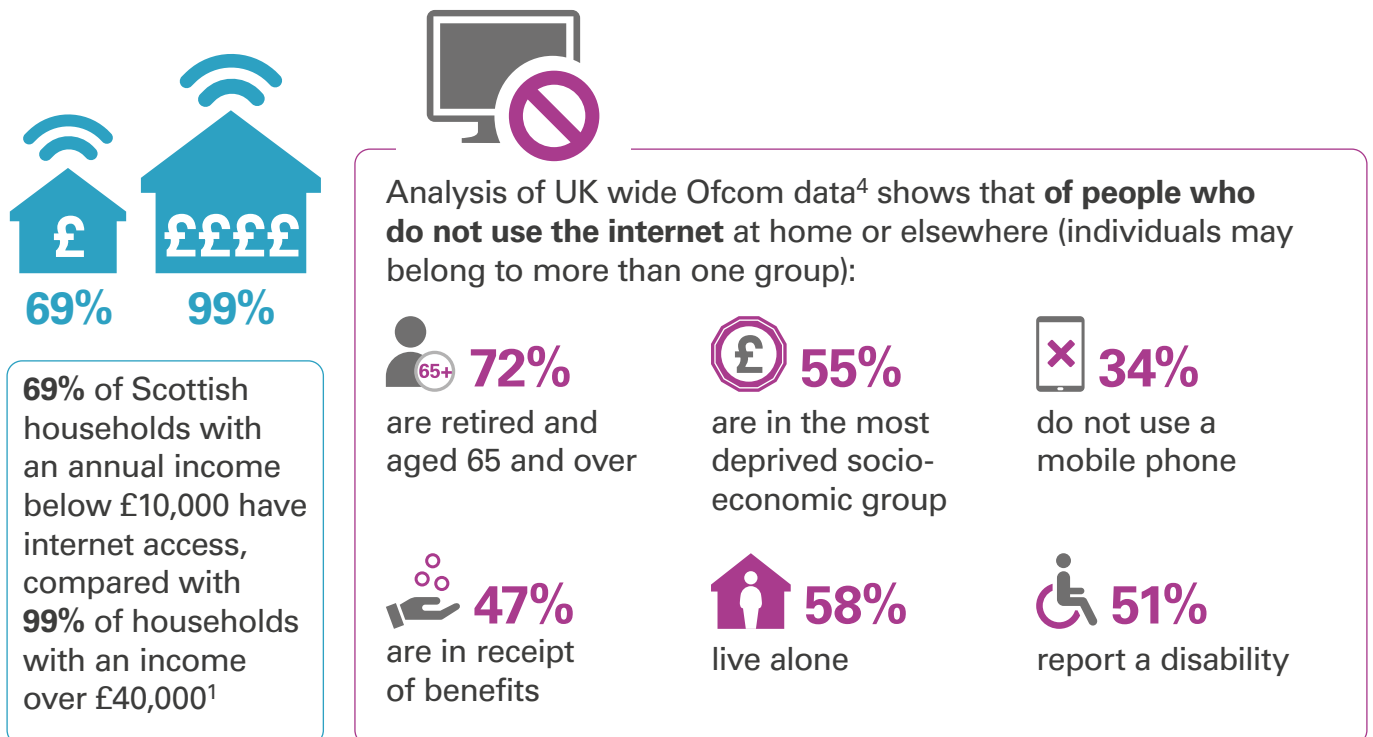 £
££££
69%
99%
69% of Scottish
households with
an annual income
below £10,000 have
internet access,
compared with
99% of households
with an income
over £40,000¹
Analysis of UK wide Ofcom data⁴ shows that of people who
do not use the internet at home or elsewhere (individuals may
belong to more than one group):
65+
72%
are retired and
aged 65 and over
£
55%
are in the most
deprived socio-
economic group
34%
do not use a
mobile phone
47%
are in receipt
of benefits
58%
live alone
51%
report a disability